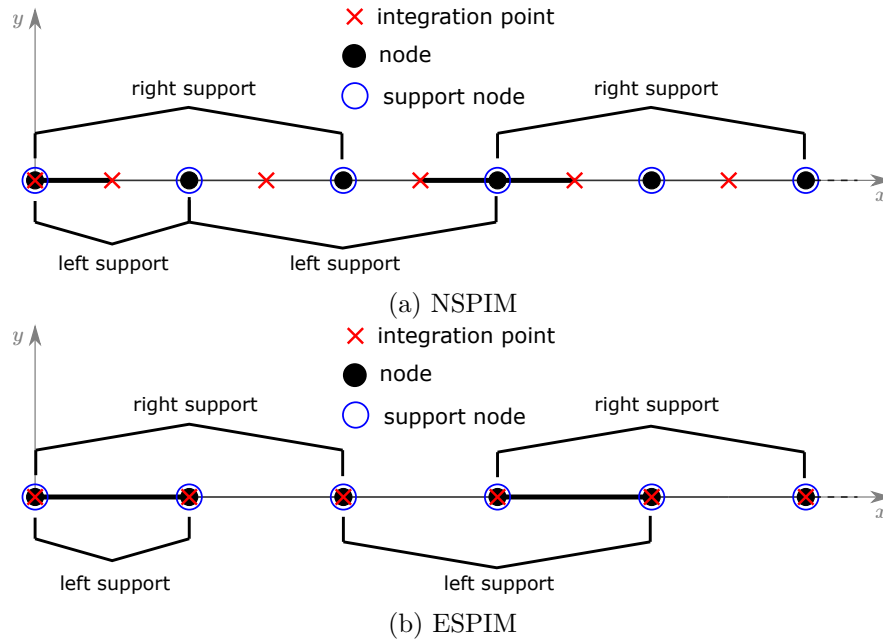 y
integration point
node
support node
right support
right support
x
left support
left support
(a) NSPIM
y
integration point
node
support node
right support
right support
x
left support
left support
(b) ESPIM